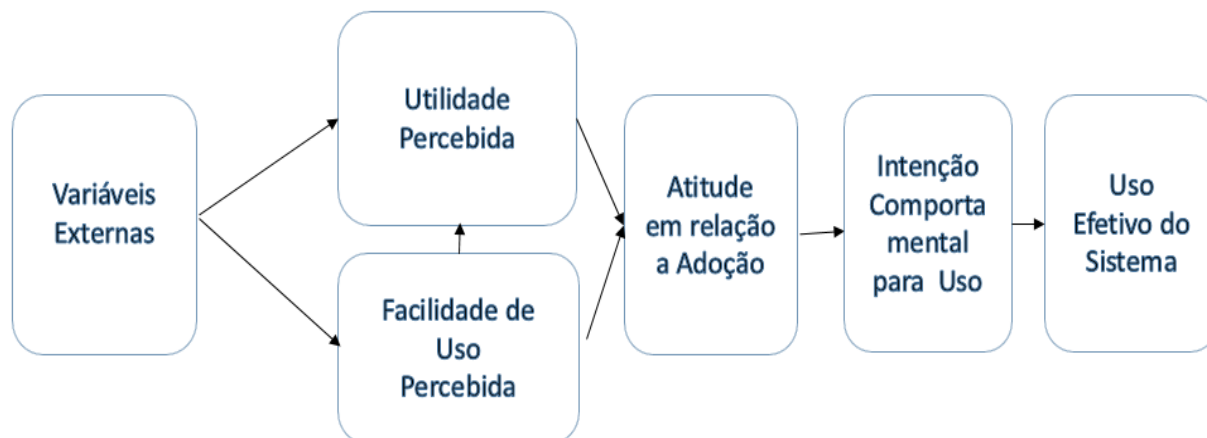 Variáveis
Externas
Utilidade
Percebida
Facilidade de
Uso
Percebida
Atitude
em relação
a Adoção
Intenção
Comporta
mental
para Uso
Uso
Efetivo do
Sistema